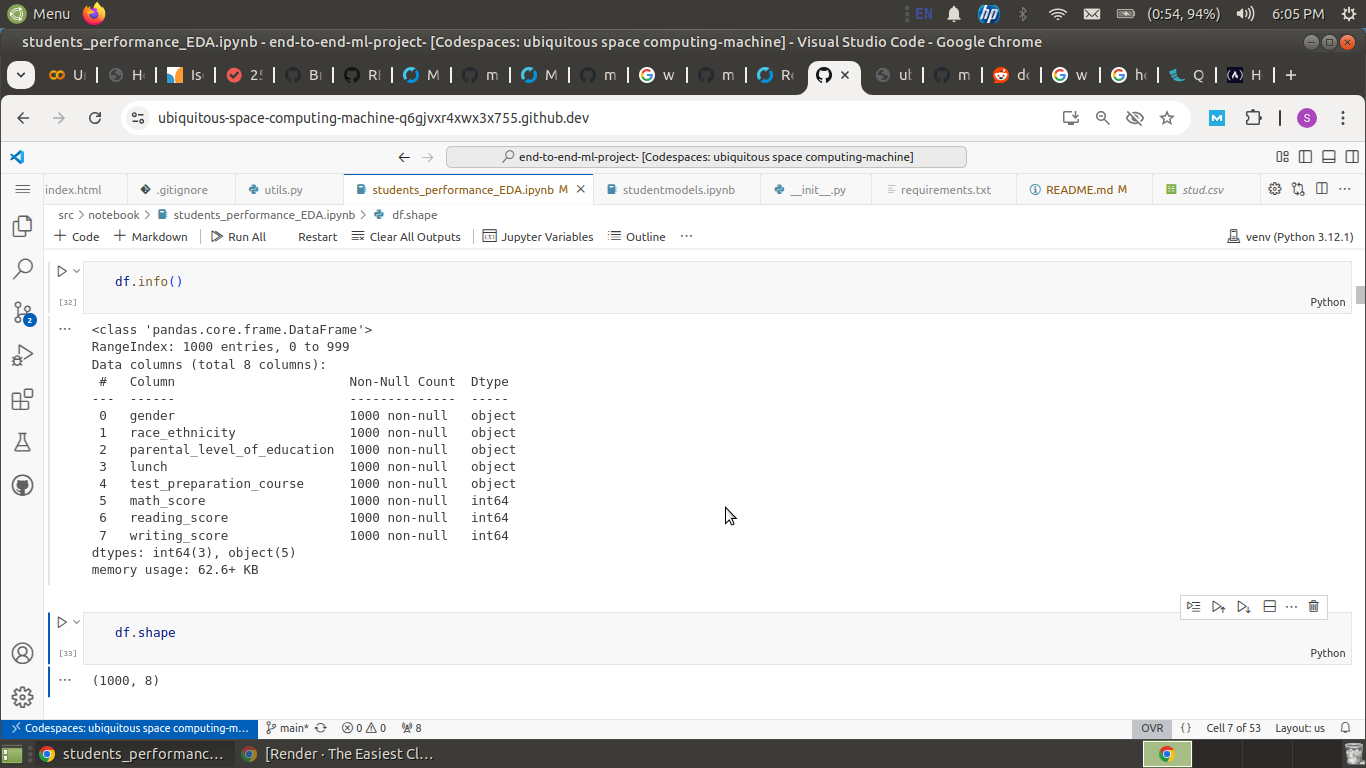 Menu
EN
hp
(0:54, 94%)
6:05 PM
students_performance_EDA.ipynb - end-to-end-ml-project- [Codespaces: ubiquitous space computing-machine] - Visual Studio Code - Google Chrome
ubiquitous-space-computing-machine-q6gjvxr4xwx3x755.github.dev
M
S
end-to-end-ml-project- [Codespaces: ubiquitous space computing-machine]
index.html
.gitignore
utils.py
students_performance_EDA.ipynb M
studentmodels.ipynb
__init__.py
requirements.txt
README.md M
stud.csv
src > notebook > students_performance_EDA.ipynb > df.shape
+ Code
+ Markdown
Run All
Restart
Clear All Outputs
Jupyter Variables
Outline
...
venv (Python 3.12.1)
df.info()
[32]
Python
<class 'pandas.core.frame.DataFrame'>
RangeIndex: 1000 entries, 0 to 999
Data columns (total 8 columns):
# Column Non-Null Count Dtype
--- ------ -------------- -----
0 gender 1000 non-null object
1 race_ethnicity 1000 non-null object
2 parental_level_of_education 1000 non-null object
3 lunch 1000 non-null object
4 test_preparation_course 1000 non-null object
5 math_score 1000 non-null int64
6 reading_score 1000 non-null int64
7 writing_score 1000 non-null int64
dtypes: int64(3), object(5)
memory usage: 62.6+ KB
df.shape
[33]
Python
(1000, 8)
2
Codespaces: ubiquitous space computing-m...
main*
0
0
8
OVR
{ }
Cell 7 of 53
Layout: us
students_performanc...
[Render · The Easiest Cl...